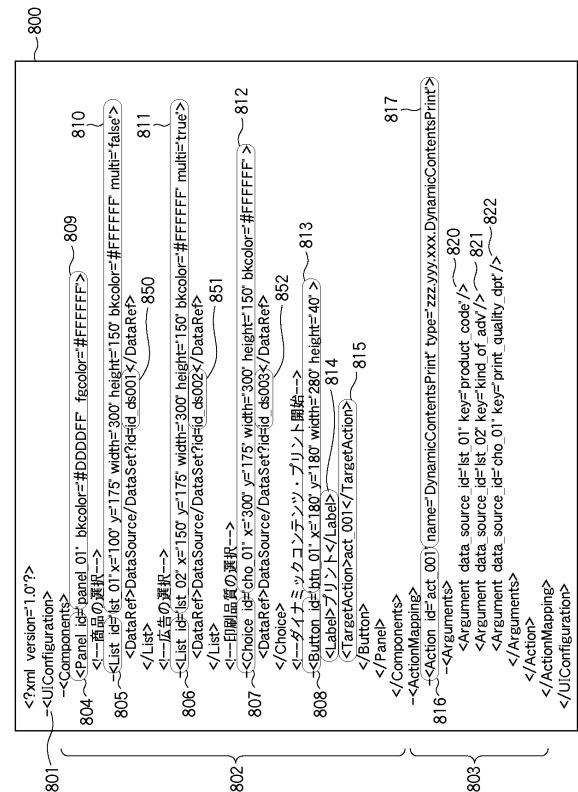 800
801
<?xml version="1.0"?>
-<UIConfiguration>
-<Components>
<Panel id="panel_01" bkcolor="#DDDDFF" fgcolor="#FFFFFF">
<!--商品の選択-->
-<List id="lst_01"x="100" y="175" width="300" height="150" bkcolor="#FFFFFF" multi="false">
<DataRef>DataSource/DataSet?id=id_ds001</DataRef>
</List>
<!--広告の選択-->
-<List id="lst_02" x="150" y="175" width="300" height="150" bkcolor="#FFFFFF" multi="true">
<DataRef>DataSource/DataSet?id=id_ds002</DataRef>
</List>
<!--印刷品質の選択-->
-<Choice id="cho_01" x="300" y="175" width="300" height="150" bkcolor="#FFFFFF" >
<DataRef>DataSource/DataSet?id=id_ds003</DataRef>
</Choice>
<!--ダイナミックコンテンツ・プリント開始-->
-<Button id="btn_01" x="180" y="180" width="280" height="40" >
<Label>プリント</Label>
<TargetAction>act_001</TargetAction>
</Button>
</Panel>
</Components>
-<ActionMapping>
-<Action id="act_001" name="DynamicContentsPrint" type="zzz.yyy.xxx.DynamicContentsPrint">
-<Arguments>
<Argument data_source_id="lst_01" key="product_code"/>
<Argument data_source_id="lst_02" key="kind_of_adv"/>
<Argument data_source_id="cho_01" key="print_quality_dpt"/>
</Arguments>
</Action>
</ActionMapping>
</UIConfiguration>
802
803
804
805
806
807
808
809
810
811
812
813
814
815
816
817
820
821
822
850
851
852